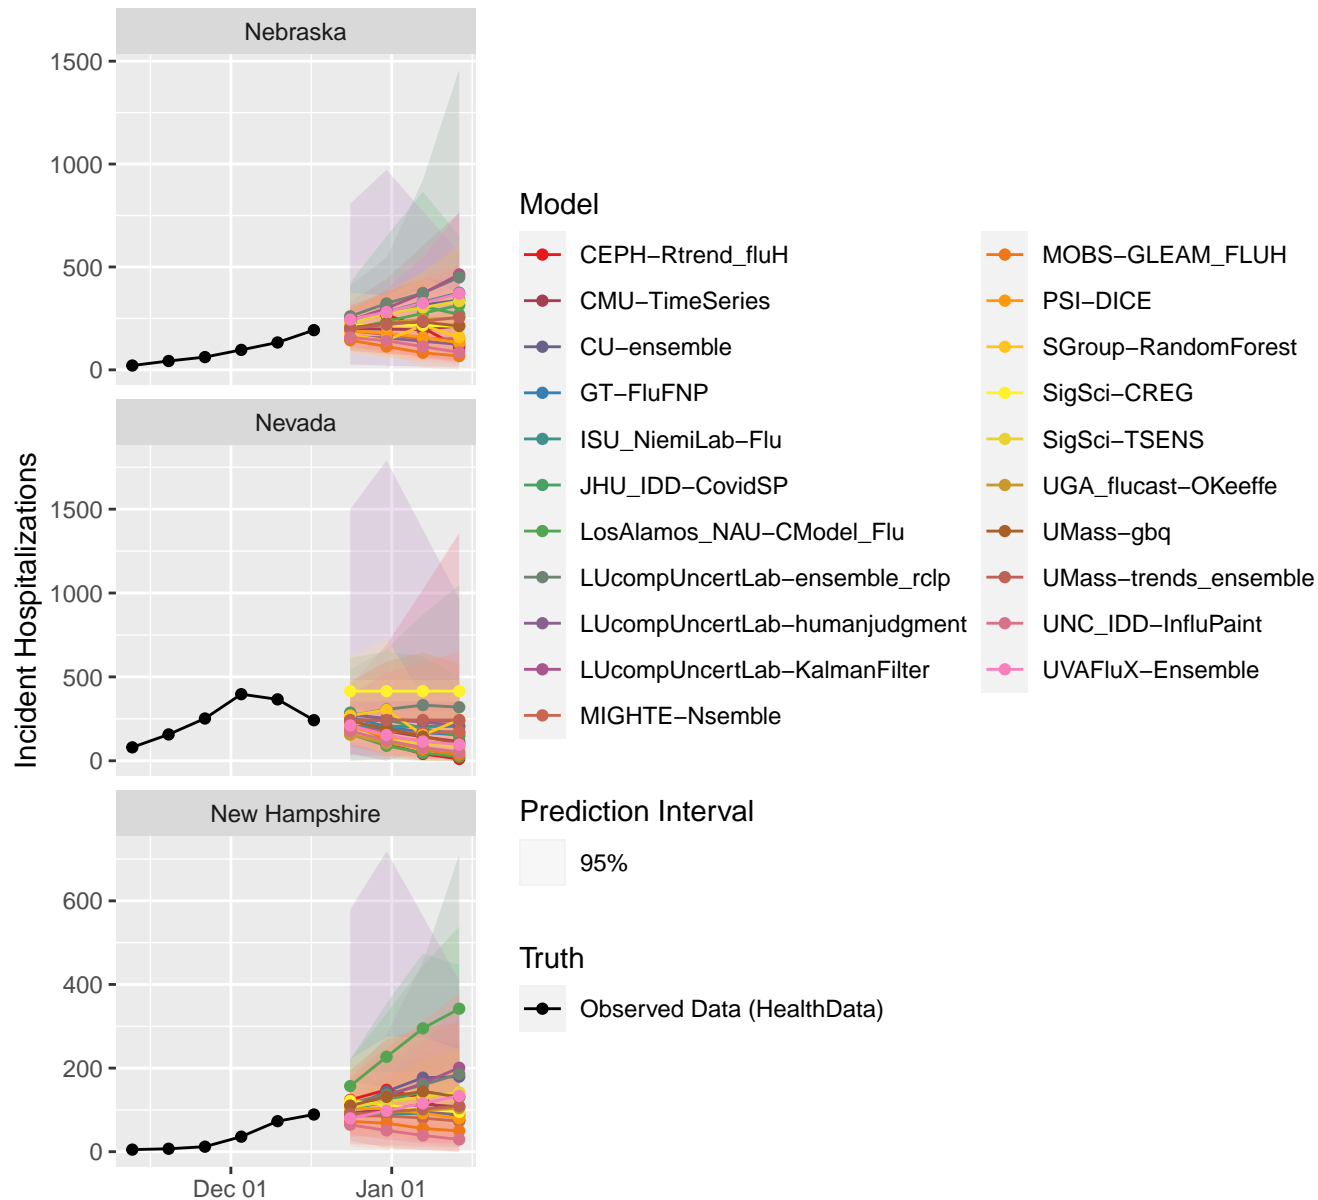 Nebraska
1500
1000
500
0
Nevada
1500
1000
500
0
New Hampshire
600
400
200
0
Dec 01
Jan 01
Incident Hospitalizations
Model
CEPH−Rtrend_fluH
CMU−TimeSeries
CU−ensemble
GT−FluFNP
ISU_NiemiLab−Flu
JHU_IDD−CovidSP
LosAlamos_NAU−CModel_Flu
LUcompUncertLab−ensemble_rclp
LUcompUncertLab−humanjudgment
LUcompUncertLab−KalmanFilter
MIGHTE−Nsemble
MOBS−GLEAM_FLUH
PSI−DICE
SGroup−RandomForest
SigSci−CREG
SigSci−TSENS
UGA_flucast−OKeeffe
UMass−gbq
UMass−trends_ensemble
UNC_IDD−InfluPaint
UVAFluX−Ensemble
Prediction Interval
95%
Truth
Observed Data (HealthData)